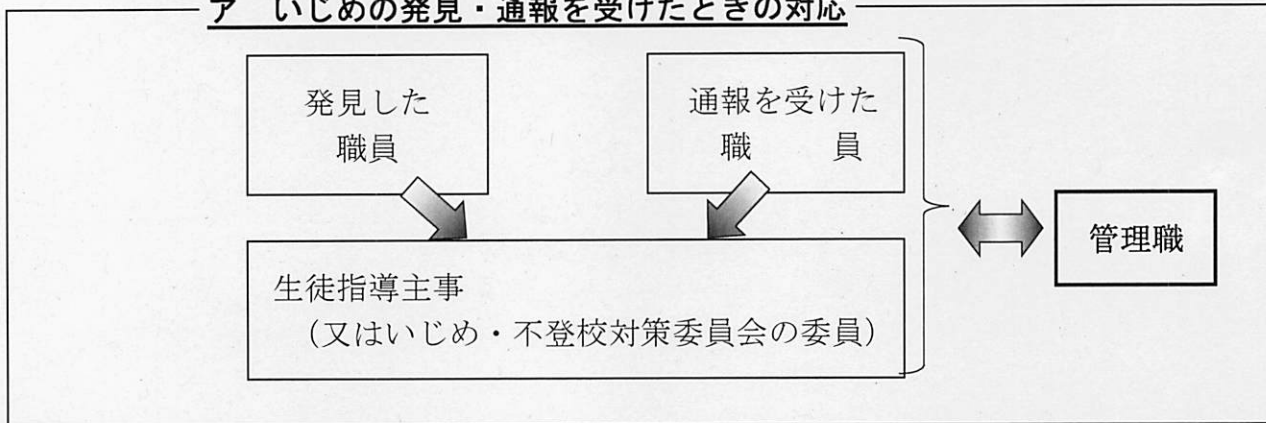 ア いじめの発見・通報を受けたときの対応
発見した
職員
通報を受けた
職 員
生徒指導主事
(又はいじめ・不登校対策委員会の委員)
管理職